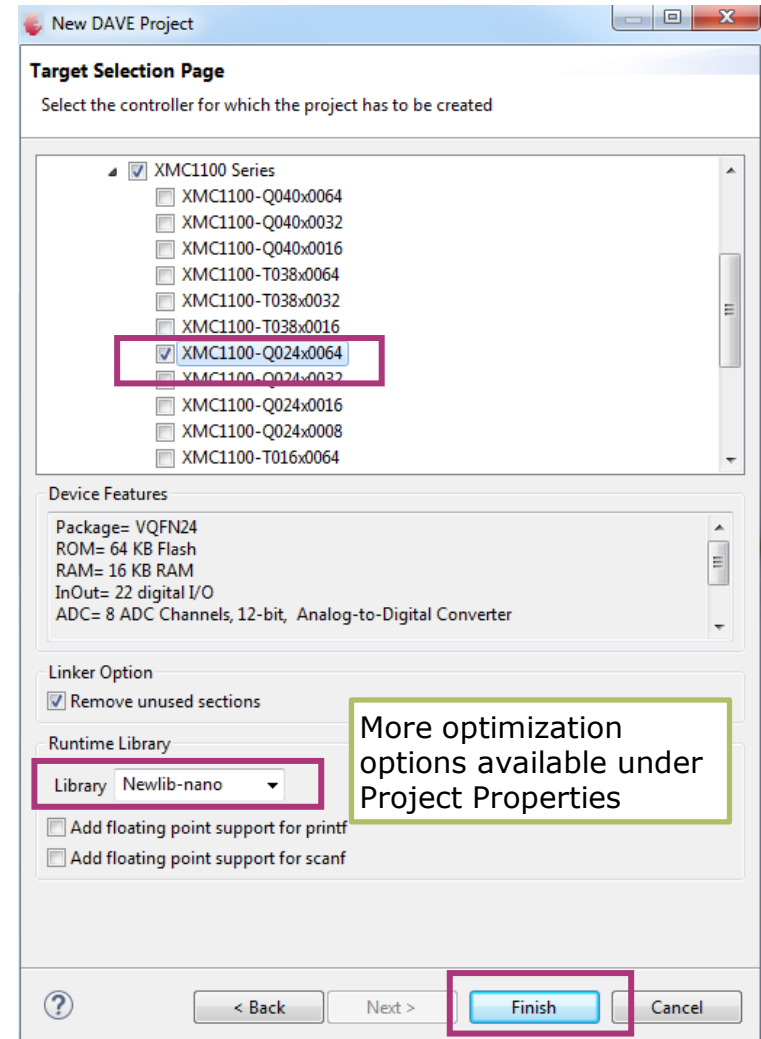 New DAVE Project
Target Selection Page
Select the controller for which the project has to be created
XMC1100 Series
XMC1100-Q040x0064
XMC1100-Q040x0032
XMC1100-Q040x0016
XMC1100-T038x0064
XMC1100-T038x0032
XMC1100-T038x0016
XMC1100-Q024x0064
XMC1100-Q024x0032
XMC1100-Q024x0016
XMC1100-Q024x0008
XMC1100-T016x0064
Device Features
Package= VQFN24
ROM= 64 KB Flash
RAM= 16 KB RAM
InOut= 22 digital I/O
ADC= 8 ADC Channels, 12-bit, Analog-to-Digital Converter
Linker Option
Remove unused sections
More optimization
options available under
Project Properties
Runtime Library
Library Newlib-nano
Add floating point support for printf
Add floating point support for scanf
? < Back Next > Finish Cancel